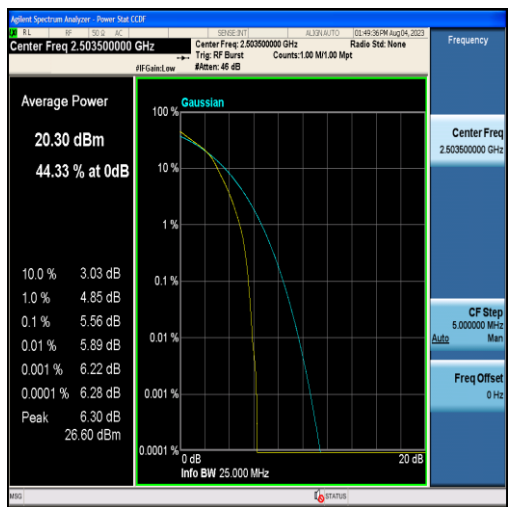 Agilent Spectrum Analyzer - Power Stat CCDF
RL RF 50 Ω AC SENSE:INT ALIGN AUTO 01:49:36 PM Aug 04, 2023
Center Freq 2.503500000 GHz
Center Freq: 2.503500000 GHz Radio Std: None
Trig: RF Burst Counts:1.00 M/1.00 Mpt
#IFGain:Low #Atten: 46 dB
Frequency
Average Power
20.30 dBm
44.33 % at 0dB
10.0 % 3.03 dB
1.0 % 4.85 dB
0.1 % 5.56 dB
0.01 % 5.89 dB
0.001 % 6.22 dB
0.0001 % 6.28 dB
Peak 6.30 dB
26.60 dBm
Gaussian
100 %
10 %
1 %
0.1 %
0.01 %
0.001 %
0.0001 %
0 dB 20 dB
Info BW 25.000 MHz
Center Freq
2.503500000 GHz
CF Step
5.000000 MHz
Auto Man
Freq Offset
0 Hz
MSG STATUS